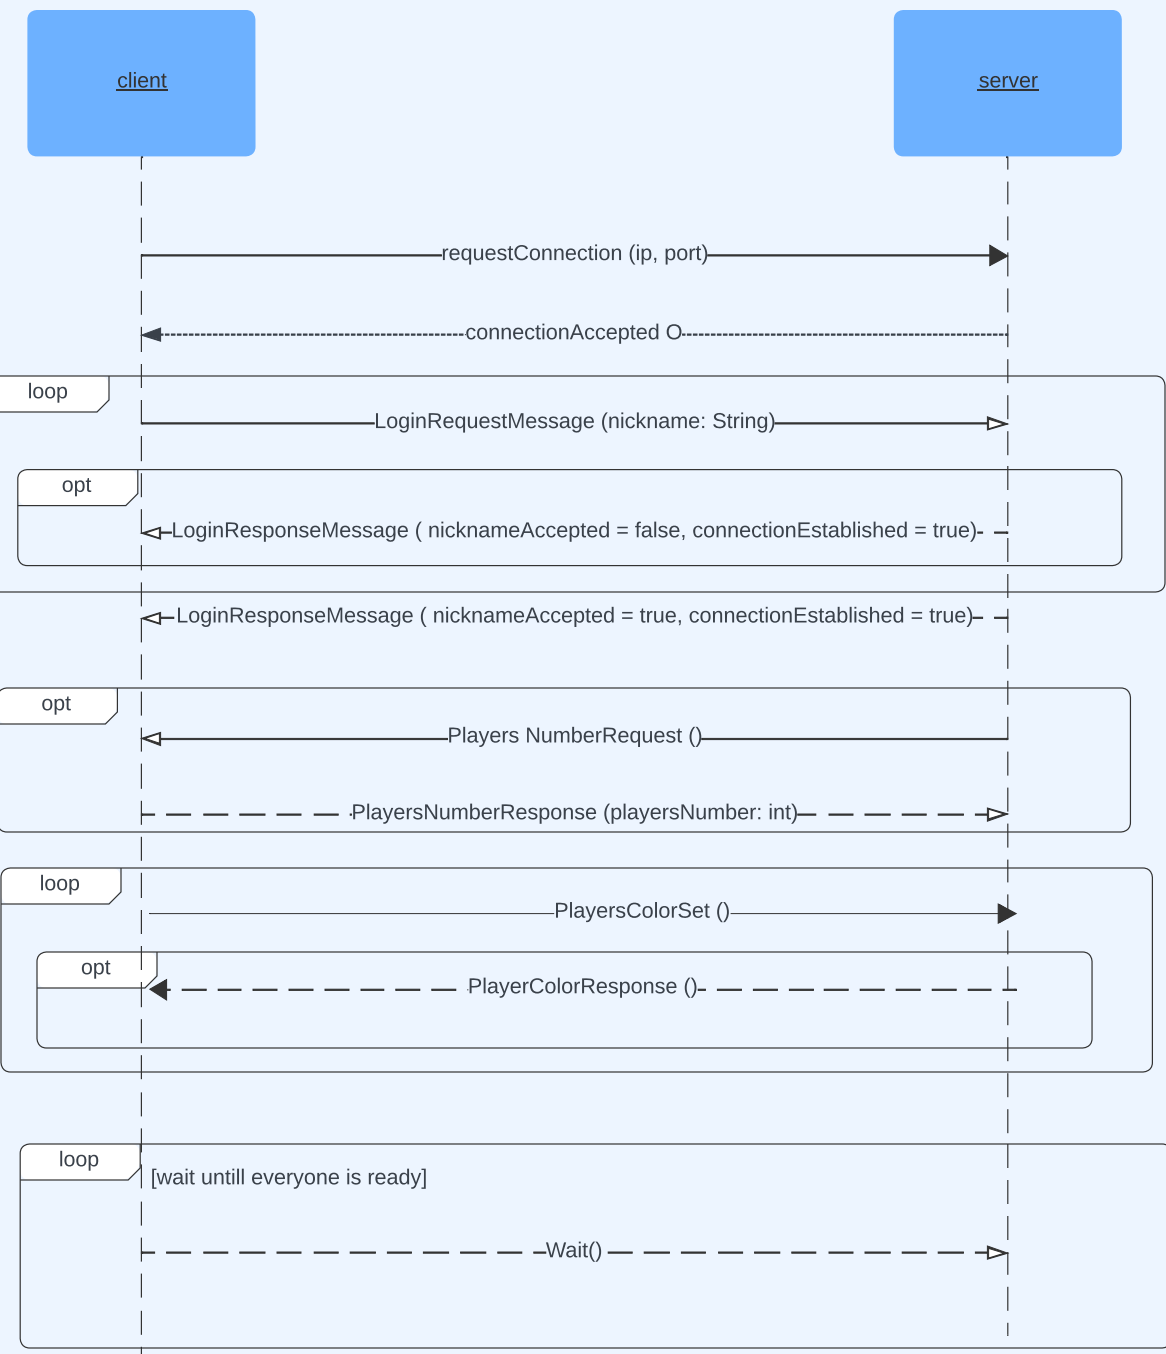 client
server
requestConnection (ip, port)
connectionAccepted O
loop
LoginRequestMessage (nickname: String)
opt
LoginResponseMessage ( nicknameAccepted = false, connectionEstablished = true)
LoginResponseMessage ( nicknameAccepted = true, connectionEstablished = true)
opt
Players NumberRequest ()
PlayersNumberResponse (playersNumber: int)
loop
PlayersColorSet ()
opt
PlayerColorResponse ()
loop
[wait untill everyone is ready]
Wait()